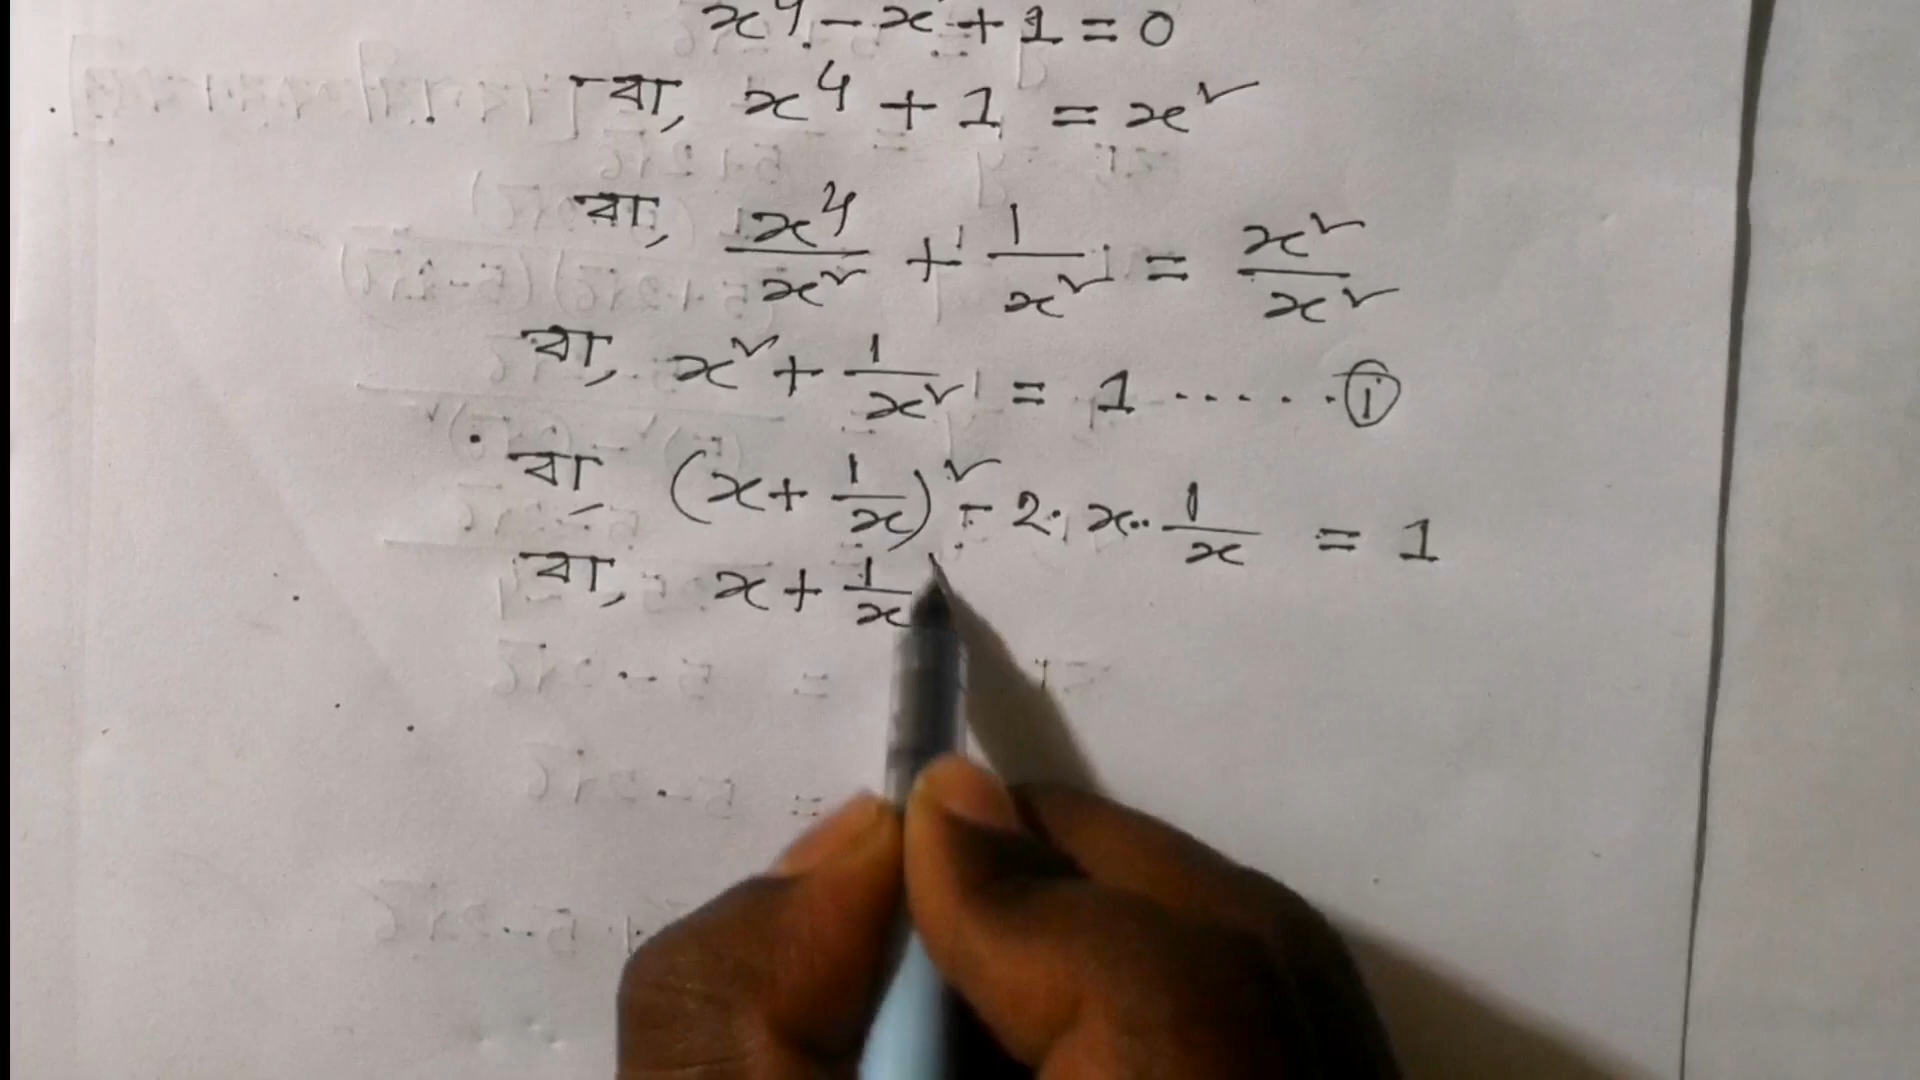 x⁴ - x² + 1 = 0
বা, x⁴ + 1 = x²
বা, x⁴/x² + 1/x² = x²/x²
বা, x² + 1/x² = 1 ...... (i)
বা, (x + 1/x)² - 2·x·1/x = 1
বা, x + 1/x